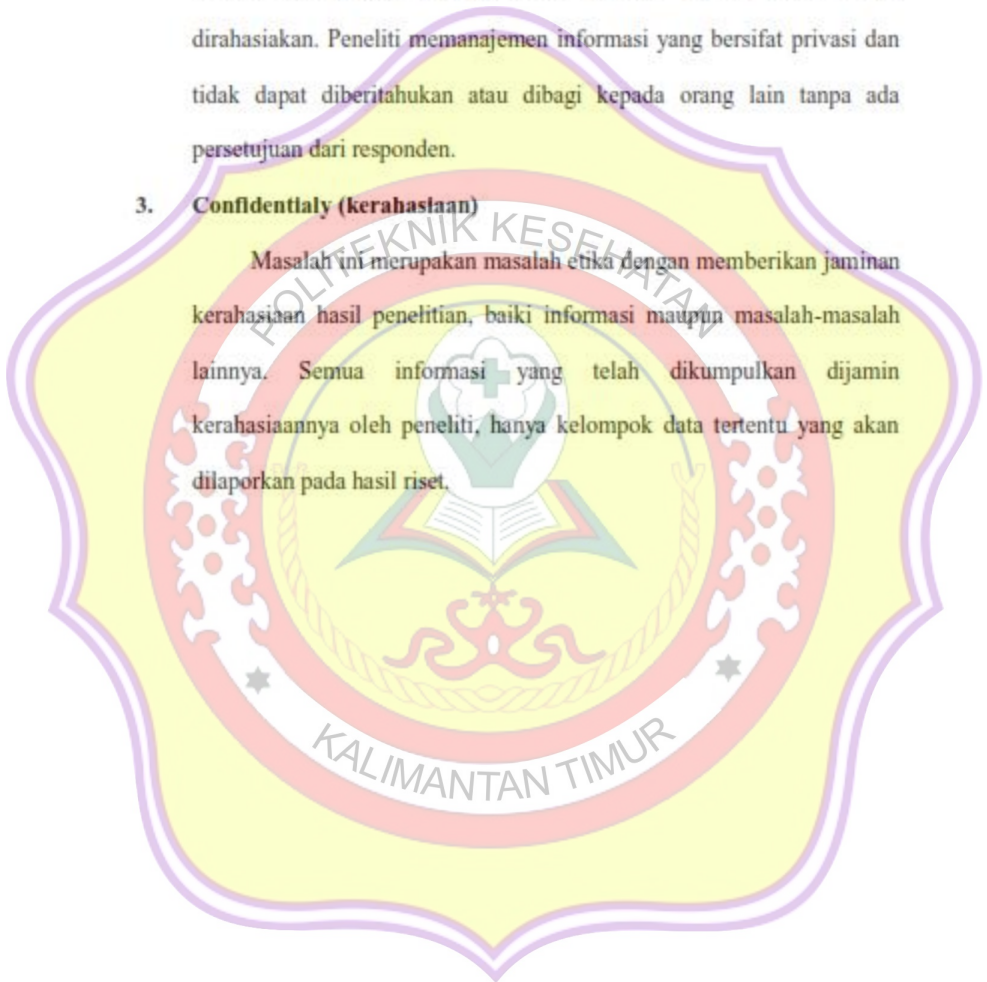 dirahasiakan. Peneliti memanajemen informasi yang bersifat privasi dan
tidak dapat diberitahukan atau dibagi kepada orang lain tanpa ada
persetujuan dari responden.
3. Confidentialy (kerahasiaan)
Masalah ini merupakan masalah etika dengan memberikan jaminan
kerahasiaan hasil penelitian, baiki informasi maupun masalah-masalah
lainnya. Semua informasi yang telah dikumpulkan dijamin
kerahasiaannya oleh peneliti, hanya kelompok data tertentu yang akan
dilaporkan pada hasil riset.
POLITEKNIK KESEHATAN
KALIMANTAN TIMUR